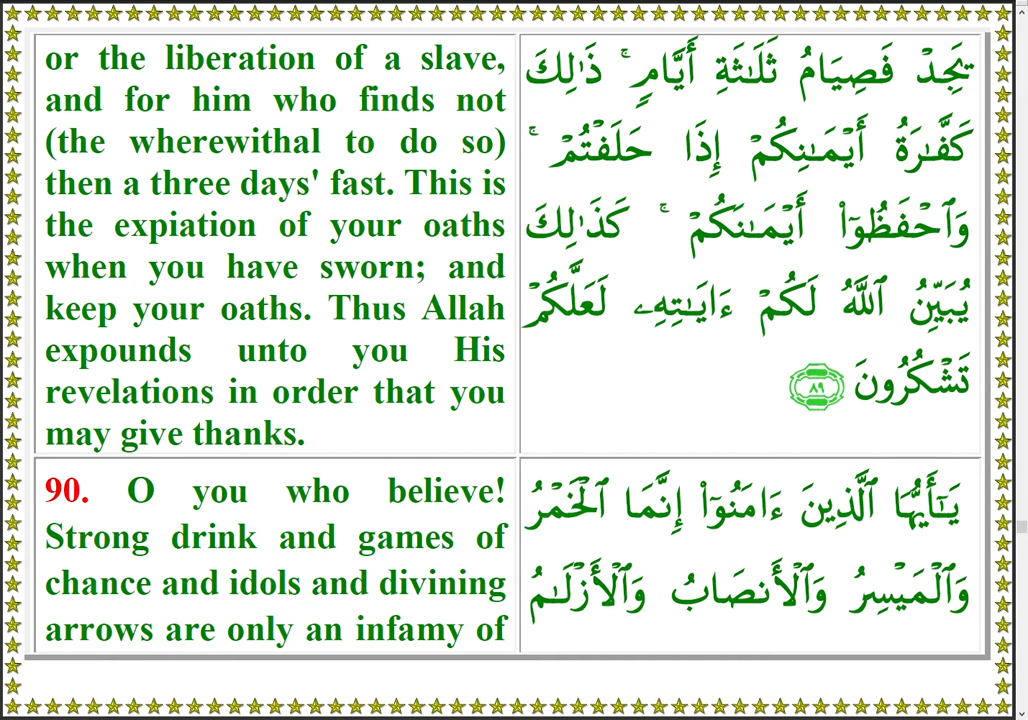 or the liberation of a slave,
and for him who finds not
(the wherewithal to do so)
then a three days' fast. This is
the expiation of your oaths
when you have sworn; and
keep your oaths. Thus Allah
expounds unto you His
revelations in order that you
may give thanks.
يَجِدْ فَصِيَامُ ثَلَـٰثَةِ أَيَّامٍۢ ۚ ذَٰلِكَ
كَفَّـٰرَةُ أَيْمَـٰنِكُمْ إِذَا حَلَفْتُمْ ۚ
وَٱحْفَظُوٓا۟ أَيْمَـٰنَكُمْ ۚ كَذَٰلِكَ
يُبَيِّنُ ٱللَّهُ لَكُمْ ءَايَـٰتِهِۦ لَعَلَّكُمْ
تَشْكُرُونَ ٨٩
90. O you who believe!
Strong drink and games of
chance and idols and divining
arrows are only an infamy of
يَـٰٓأَيُّهَا ٱلَّذِينَ ءَامَنُوٓا۟ إِنَّمَا ٱلْخَمْرُ
وَٱلْمَيْسِرُ وَٱلْأَنصَابُ وَٱلْأَزْلَـٰمُ